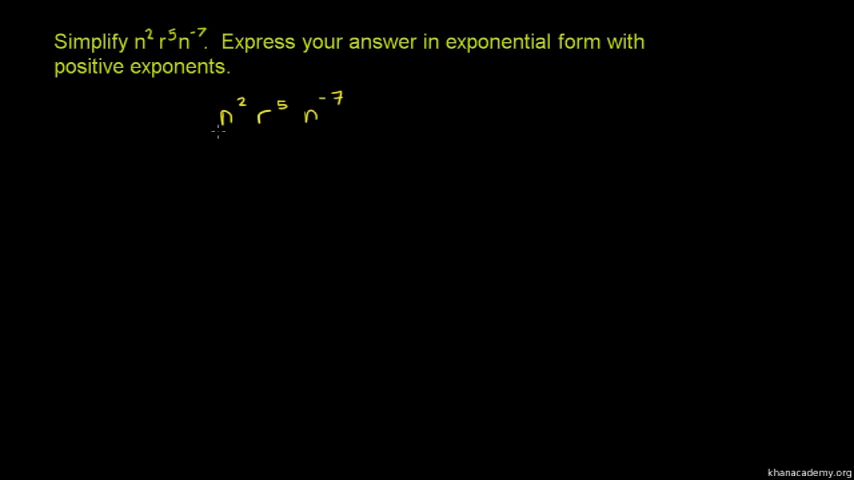 Simplify n² r⁵n⁻⁷. Express your answer in exponential form with
positive exponents.
n² r⁵ n⁻⁷
khanacademy.org